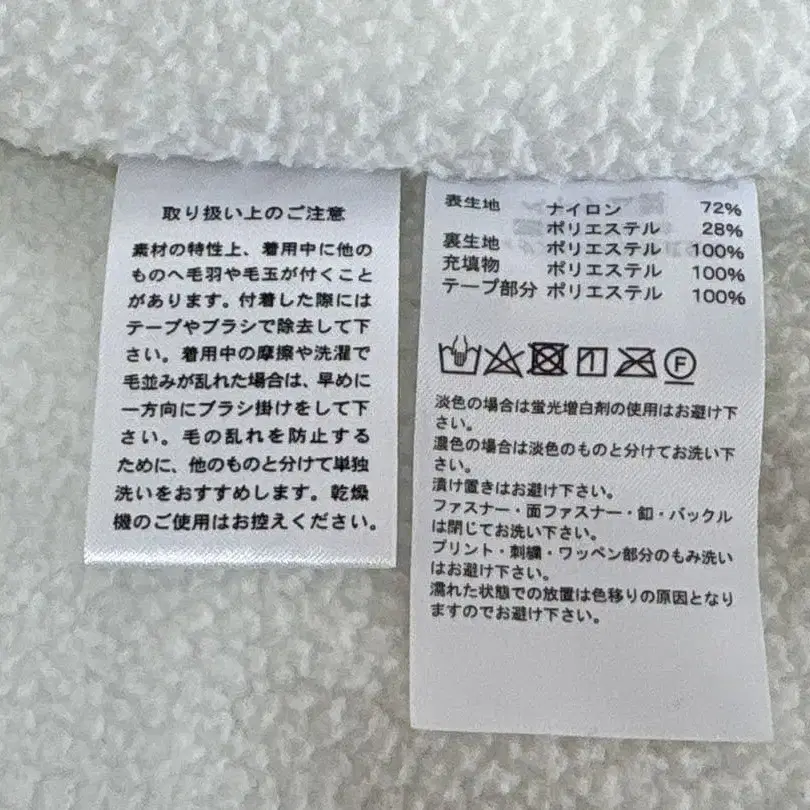 取り扱い上のご注意
素材の特性上、着用中に他の
ものへ毛羽や毛玉が付くこと
があります。付着した際には
テープやブラシで除去して下
さい。着用中の摩擦や洗濯で
毛並みが乱れた場合は、早めに
一方向にブラシ掛けをして下
さい。毛の乱れを防止する
ために、他のものと分けて単独
洗いをおすすめします。乾燥
機のご使用はお控えください。
表生地 ナイロン 72%
ポリエステル 28%
裏生地 ポリエステル 100%
充填物 ポリエステル 100%
テープ部分 ポリエステル 100%
F
淡色の場合は蛍光増白剤の使用はお避け下
さい。
濃色の場合は淡色のものと分けてお洗い下
さい。
漬け置きはお避け下さい。
ファスナー・面ファスナー・釦・バックル
は閉じてお洗い下さい。
プリント・刺繍・ワッペン部分のもみ洗い
はお避け下さい。
濡れた状態での放置は色移りの原因となり
ますのでお避け下さい。